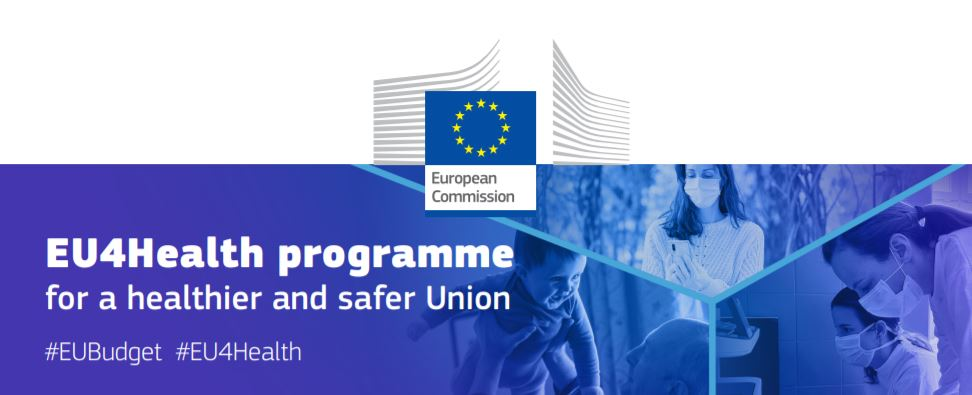 European
Commission
EU4Health programme
for a healthier and safer Union
#EUBudget #EU4Health